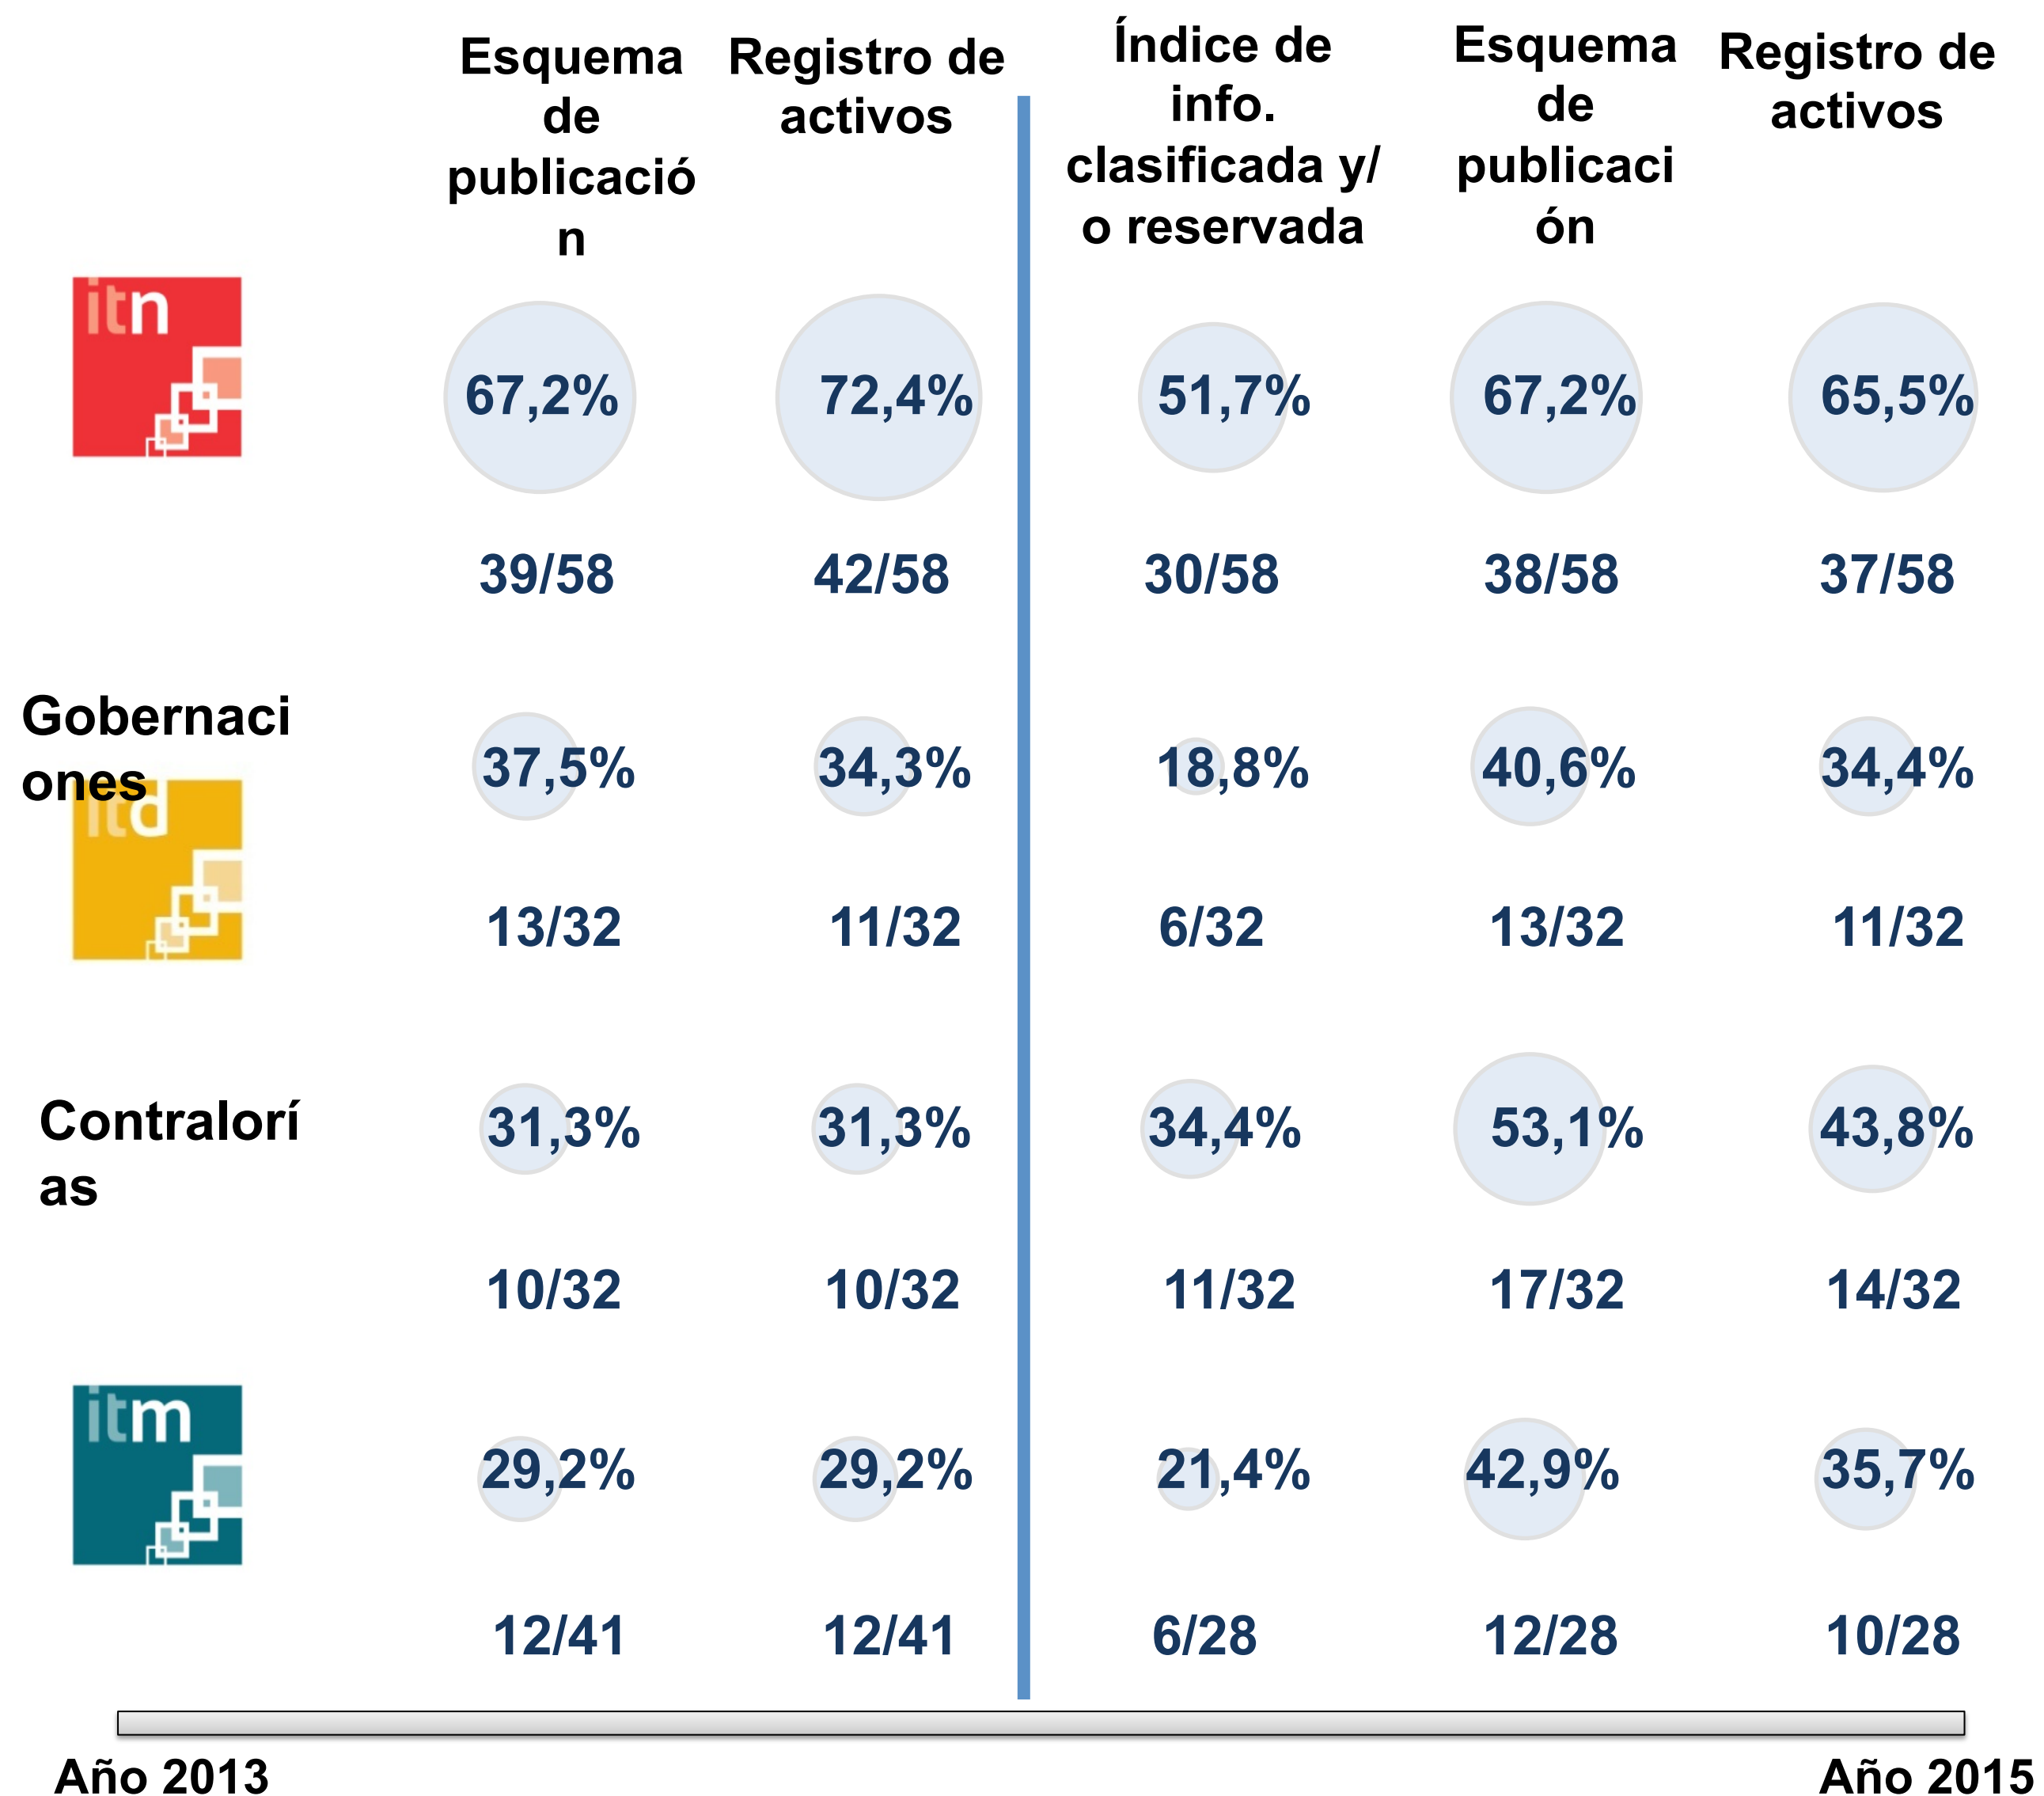 Esquema
de
publicació
n
Registro de
activos
Índice de
info.
clasificada y/
o reservada
Esquema
de
publicaci
ón
Registro de
activos
itn
67,2%
72,4%
51,7%
67,2%
65,5%
39/58
42/58
30/58
38/58
37/58
Gobernaci
ones
itd
37,5%
34,3%
18,8%
40,6%
34,4%
13/32
11/32
6/32
13/32
11/32
Contralorí
as
31,3%
31,3%
34,4%
53,1%
43,8%
10/32
10/32
11/32
17/32
14/32
itm
29,2%
29,2%
21,4%
42,9%
35,7%
12/41
12/41
6/28
12/28
10/28
Año 2013
Año 2015